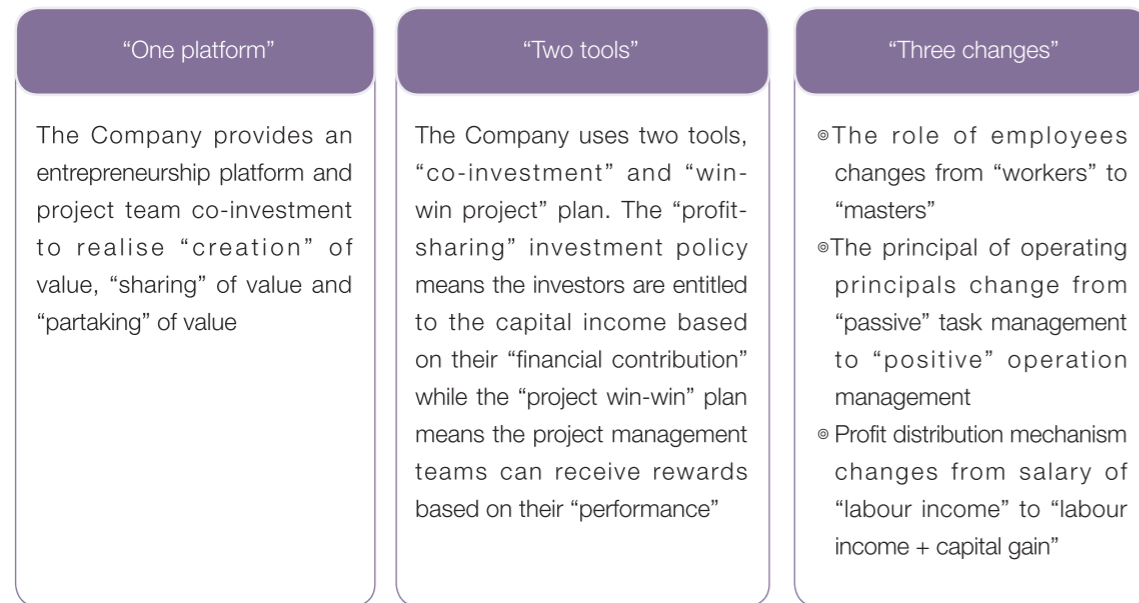 “One platform”
The Company provides an
entrepreneurship platform and
project team co-investment
to realise “creation” of
value, “sharing” of value and
“partaking” of value
“Two tools”
The Company uses two tools,
“co-investment” and “win-
win project” plan. The “profit-
sharing” investment policy
means the investors are entitled
to the capital income based
on their “financial contribution”
while the “project win-win” plan
means the project management
teams can receive rewards
based on their “performance”
“Three changes”
⌾The role of employees
changes from “workers” to
“masters”
⌾The principal of operating
principals change from
“passive” task management
to “positive” operation
management
⌾ Profit distribution mechanism
changes from salary of
“labour income” to “labour
income + capital gain”